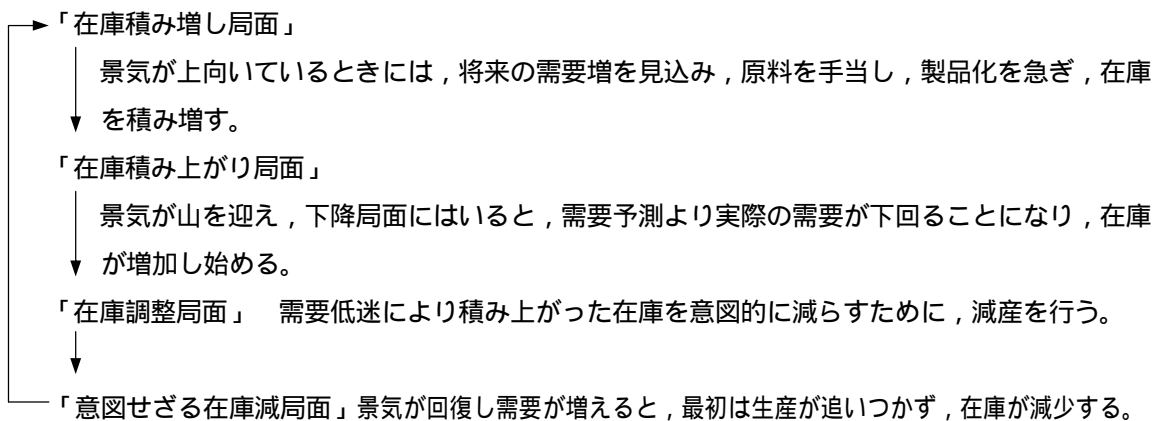 「在庫積み増し局面」
景気が上向いているときには，将来の需要増を見込み，原料を手当し，製品化を急ぎ，在庫
を積み増す。
「在庫積み上がり局面」
景気が山を迎え，下降局面にはいると，需要予測より実際の需要が下回ることになり，在庫
が増加し始める。
「在庫調整局面」　需要低迷により積み上がった在庫を意図的に減らすために，減産を行う。
「意図せざる在庫減局面」景気が回復し需要が増えると，最初は生産が追いつかず，在庫が減少する。